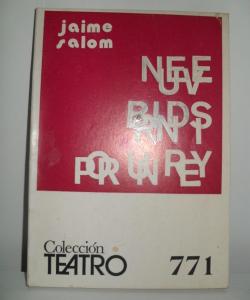 jaime
salom
NUEVE
BRINDIS
POR UN REY
Colección
TEATRO
771